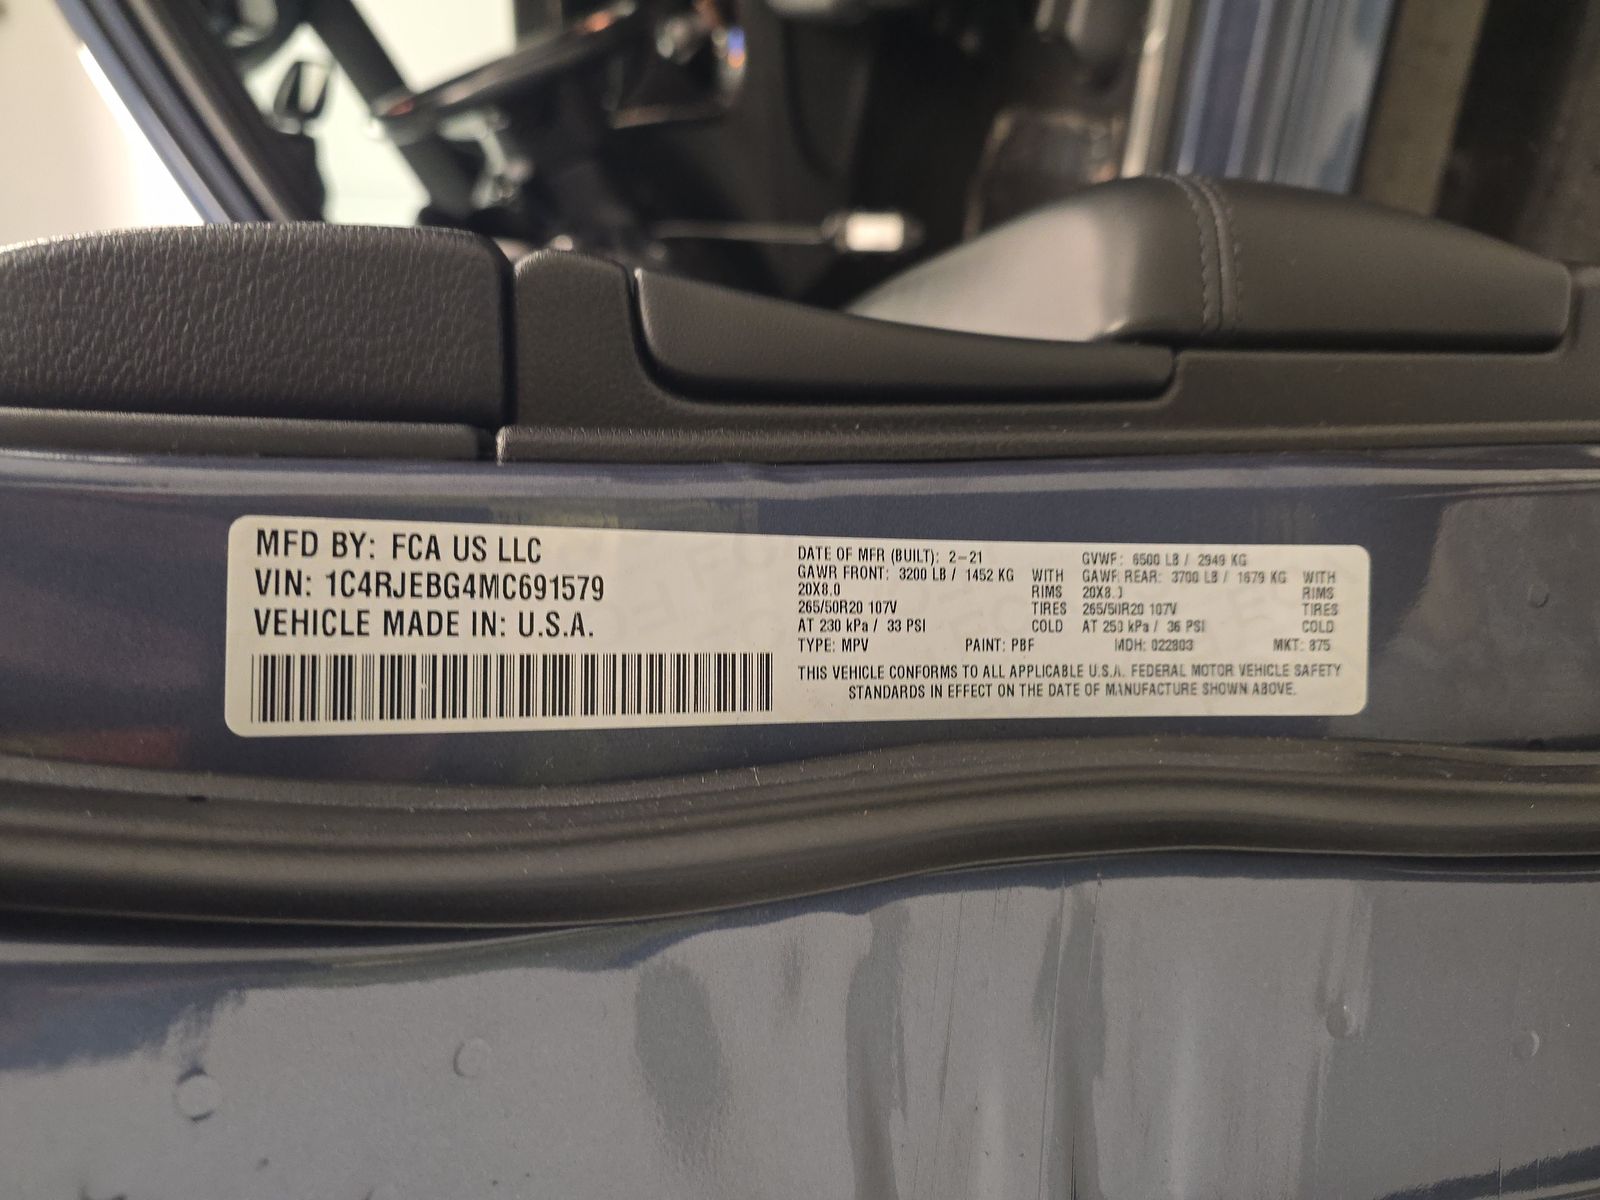 MFD BY: FCA US LLC
VIN: 1C4RJEBG4MC691579
VEHICLE MADE IN: U.S.A.
DATE OF MFR (BUILT): 2-21
GAWR FRONT: 3200 LB / 1452 KG WITH
20X8.0 RIMS
265/50R20 107V TIRES
AT 230 kPa / 33 PSI COLD
GVWR: 6500 LB / 2949 KG
GAWR REAR: 3700 LB / 1679 KG WITH
20X8.0 RIMS
265/50R20 107V TIRES
AT 250 kPa / 36 PSI COLD
TYPE: MPV PAINT: PBF MDH: 022803 MKT: 875
THIS VEHICLE CONFORMS TO ALL APPLICABLE U.S.A. FEDERAL MOTOR VEHICLE SAFETY
STANDARDS IN EFFECT ON THE DATE OF MANUFACTURE SHOWN ABOVE.